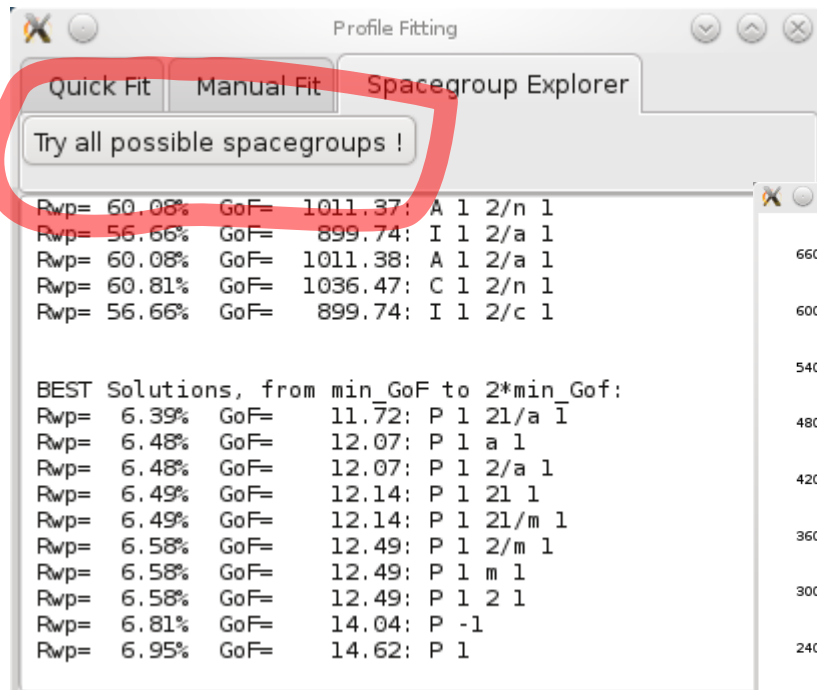 Profile Fitting
Quick Fit Manual Fit Spacegroup Explorer
Try all possible spacegroups !
Rwp= 60.08% GoF= 1011.37: A 1 2/n 1
Rwp= 56.66% GoF= 899.74: I 1 2/a 1
Rwp= 60.08% GoF= 1011.38: A 1 2/a 1
Rwp= 60.81% GoF= 1036.47: C 1 2/n 1
Rwp= 56.66% GoF= 899.74: I 1 2/c 1
BEST Solutions, from min_GoF to 2*min_Gof:
Rwp= 6.39% GoF= 11.72: P 1 21/a 1
Rwp= 6.48% GoF= 12.07: P 1 a 1
Rwp= 6.48% GoF= 12.07: P 1 2/a 1
Rwp= 6.49% GoF= 12.14: P 1 21 1
Rwp= 6.49% GoF= 12.14: P 1 21/m 1
Rwp= 6.58% GoF= 12.49: P 1 2/m 1
Rwp= 6.58% GoF= 12.49: P 1 m 1
Rwp= 6.58% GoF= 12.49: P 1 2 1
Rwp= 6.81% GoF= 14.04: P -1
Rwp= 6.95% GoF= 14.62: P 1
660
600
540
480
420
360
300
240